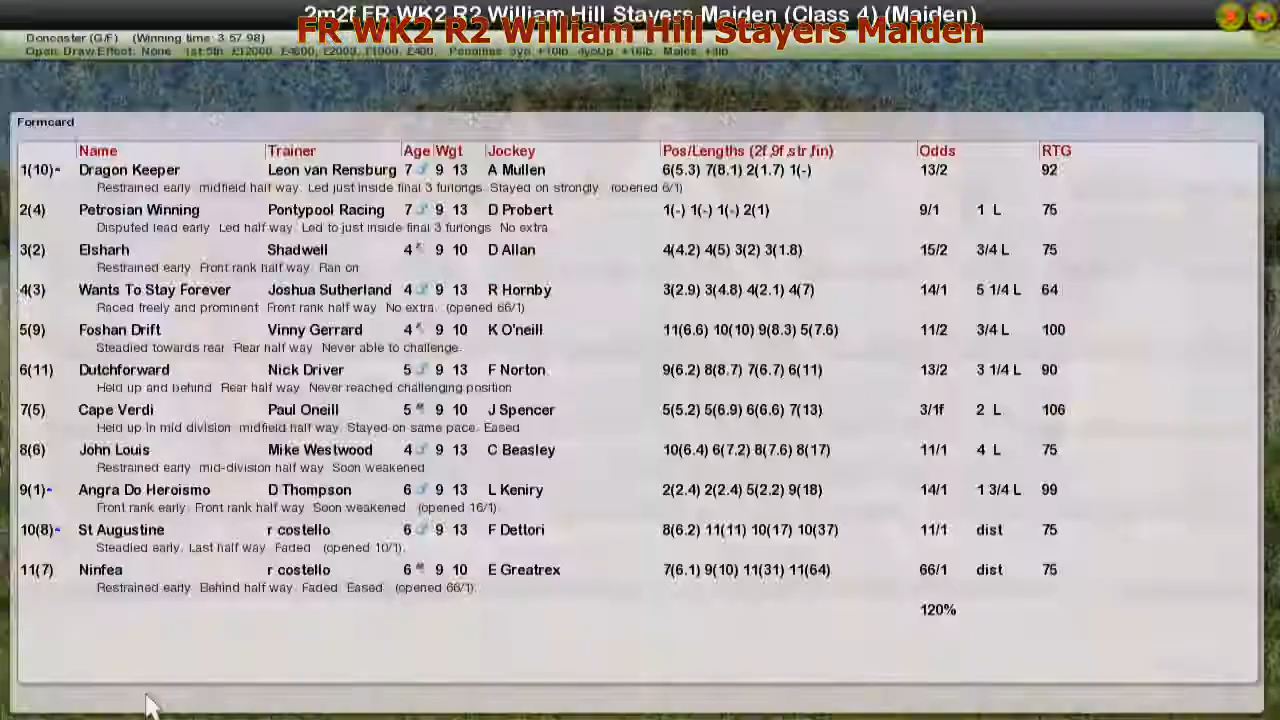 2m2f FR WK2 R2 William Hill Stayers Maiden (Class 4) (Maiden)
FR WK2 R2 William Hill Stayers Maiden
Doncaster (G/F) (Winning time: 3 57 98)
Open. Draw Effect: None 1st-5th £12000, £4600, £2000, £1000, £400. Penalties 3yo +10lb 4yoUp +16lb Males +3lb
Formcard
Name Trainer Age Wgt Jockey Pos/Lengths (2f,9f,str,fin) Odds RTG
1(10)- Dragon Keeper Leon van Rensburg 7 9 13 A Mullen 6(5.3) 7(8.1) 2(1.7) 1(-) 13/2 92
Restrained early midfield half way. Led just inside final 3 furlongs. Stayed on strongly (opened 6/1)
2(4) Petrosian Winning Pontypool Racing 7 9 13 D Probert 1(-) 1(-) 1(-) 2(1) 9/1 1 L 75
Disputed lead early Led half way. Led to just inside final 3 furlongs No extra
3(2) Elsharh Shadwell 4 9 10 D Allan 4(4.2) 4(5) 3(2) 3(1.8) 15/2 3/4 L 75
Restrained early Front rank half way Ran on
4(3) Wants To Stay Forever Joshua Sutherland 4 9 13 R Hornby 3(2.9) 3(4.8) 4(2.1) 4(7) 14/1 5 1/4 L 64
Raced freely and prominent Front rank half way No extra. (opened 66/1)
5(9) Foshan Drift Vinny Gerrard 4 9 10 K O'neill 11(6.6) 10(10) 9(8.3) 5(7.6) 11/2 3/4 L 100
Steadied towards rear Rear half way Never able to challenge.
6(11) Dutchforward Nick Driver 5 9 13 F Norton 9(6.2) 8(8.7) 7(6.7) 6(11) 13/2 3 1/4 L 90
Held up and behind Rear half way Never reached challenging position
7(5) Cape Verdi Paul Oneill 5 9 10 J Spencer 5(5.2) 5(6.9) 6(6.6) 7(13) 3/1f 2 L 106
Held up in mid division midfield half way. Stayed on same pace. Eased
8(6) John Louis Mike Westwood 4 9 13 C Beasley 10(6.4) 6(7.2) 8(7.6) 8(17) 11/1 4 L 75
Restrained early mid-division half way Soon weakened
9(1)- Angra Do Heroismo D Thompson 6 9 13 L Keniry 2(2.4) 2(2.4) 5(2.2) 9(18) 14/1 1 3/4 L 99
Front rank early Front rank half way Soon weakened (opened 16/1).
10(8)- St Augustine r costello 6 9 13 F Dettori 8(6.2) 11(11) 10(17) 10(37) 11/1 dist 75
Steadied early. Last half way Faded (opened 10/1).
11(7) Ninfea r costello 6 9 10 E Greatrex 7(6.1) 9(10) 11(31) 11(64) 66/1 dist 75
Restrained early Behind half way Faded Eased (opened 66/1).
120%